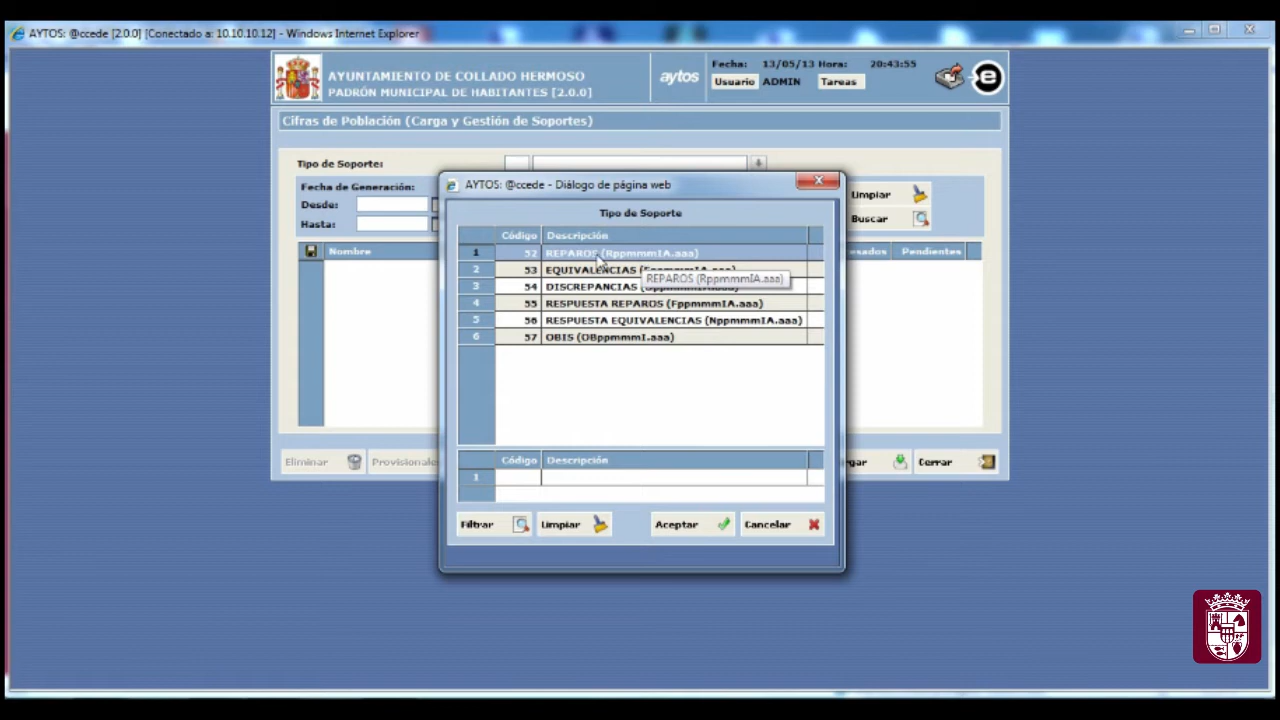 AYTOS: @ccede [2.0.0] [Conectado a: 10.10.10.12] - Windows Internet Explorer
AYUNTAMIENTO DE COLLADO HERMOSO
PADRÓN MUNICIPAL DE HABITANTES [2.0.0]
aytos
Fecha: 13/05/13 Hora: 20:43:55
Usuario ADMIN Tareas
Cifras de Población (Carga y Gestión de Soportes)
Tipo de Soporte:
Fecha de Generación:
Desde:
Hasta:
Limpiar
Buscar
Nombre
esados Pendientes
AYTOS: @ccede - Diálogo de página web
Tipo de Soporte
Código Descripción
1 52 REPAROS (RppmmmIA.aaa)
2 53 EQUIVALENCIAS
REPAROS (RppmmmIA.aaa)
3 54 DISCREPANCIAS
4 55 RESPUESTA REPAROS (FppmmmIA.aaa)
5 56 RESPUESTA EQUIVALENCIAS (NppmmmIA.aaa)
6 57 OBIS (OBppmmmI.aaa)
Código Descripción
1
Filtrar Limpiar Aceptar Cancelar
Eliminar Provisionale
gar Cerrar